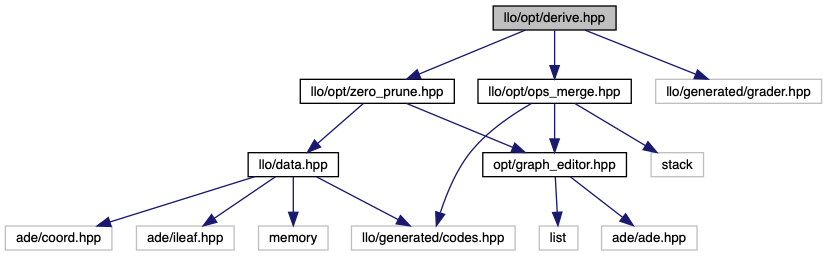 llo/opt/derive.hpp
llo/opt/zero_prune.hpp
llo/opt/ops_merge.hpp
llo/generated/grader.hpp
llo/data.hpp
opt/graph_editor.hpp
stack
ade/coord.hpp
ade/ileaf.hpp
memory
llo/generated/codes.hpp
list
ade/ade.hpp